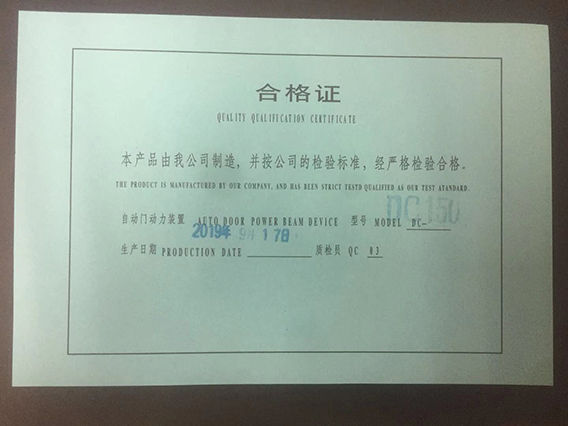 合格证
QUALITY QUALIFICATION CERTIFICATE
本产品由我公司制造，并按公司的检验标准，经严格检验合格。
THE PRODUCT IS MANUFACTURED BY OUR COMPANY, AND HAS BEEN STRICT TESTD QUALIFIED AS OUR TEST ATANDARD.
自动门动力装置 AUTO DOOR POWER BEAM DEVICE 型号 MODEL DC- DC150
2019年 9月 17日
生产日期 PRODUCTION DATE 质检员 QC 03